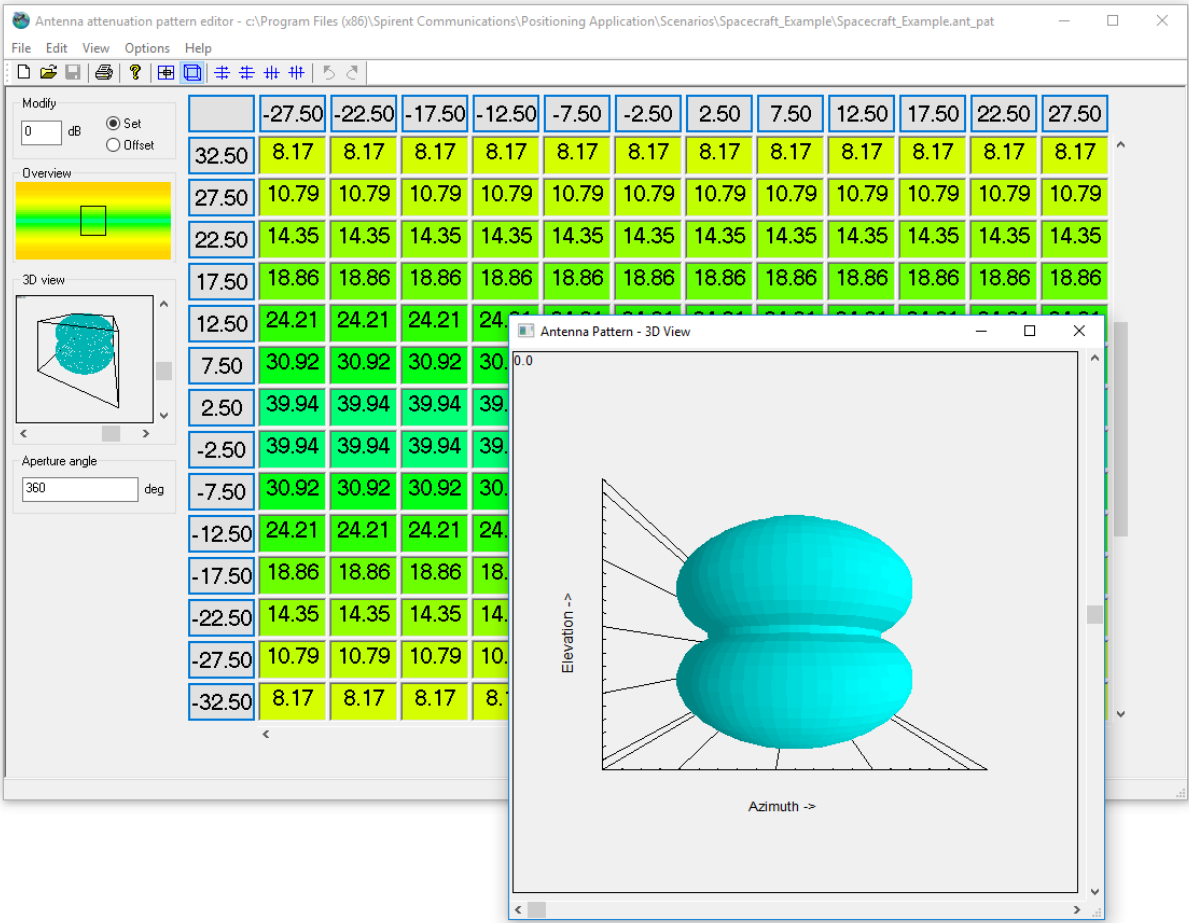 Antenna attenuation pattern editor - c:\Program Files (x86)\Spirent Communications\Positioning Application\Scenarios\Spacecraft_Example\Spacecraft_Example.ant_pat
File Edit View Options Help
Modify
0 dB Set
Offset
Overview
3D view
Aperture angle
360 deg
-27.50 -22.50 -17.50 -12.50 -7.50 -2.50 2.50 7.50 12.50 17.50 22.50 27.50
32.50 8.17 8.17 8.17 8.17 8.17 8.17 8.17 8.17 8.17 8.17 8.17 8.17
27.50 10.79 10.79 10.79 10.79 10.79 10.79 10.79 10.79 10.79 10.79 10.79 10.79
22.50 14.35 14.35 14.35 14.35 14.35 14.35 14.35 14.35 14.35 14.35 14.35 14.35
17.50 18.86 18.86 18.86 18.86 18.86 18.86 18.86 18.86 18.86 18.86 18.86 18.86
12.50 24.21 24.21 24.21 24.
7.50 30.92 30.92 30.92 30.
2.50 39.94 39.94 39.94 39.
-2.50 39.94 39.94 39.94 39.
-7.50 30.92 30.92 30.92 30.
-12.50 24.21 24.21 24.21 24.
-17.50 18.86 18.86 18.86 18.
-22.50 14.35 14.35 14.35 14.
-27.50 10.79 10.79 10.79 10.
-32.50 8.17 8.17 8.17 8.
Antenna Pattern - 3D View
0.0
Elevation ->
Azimuth ->